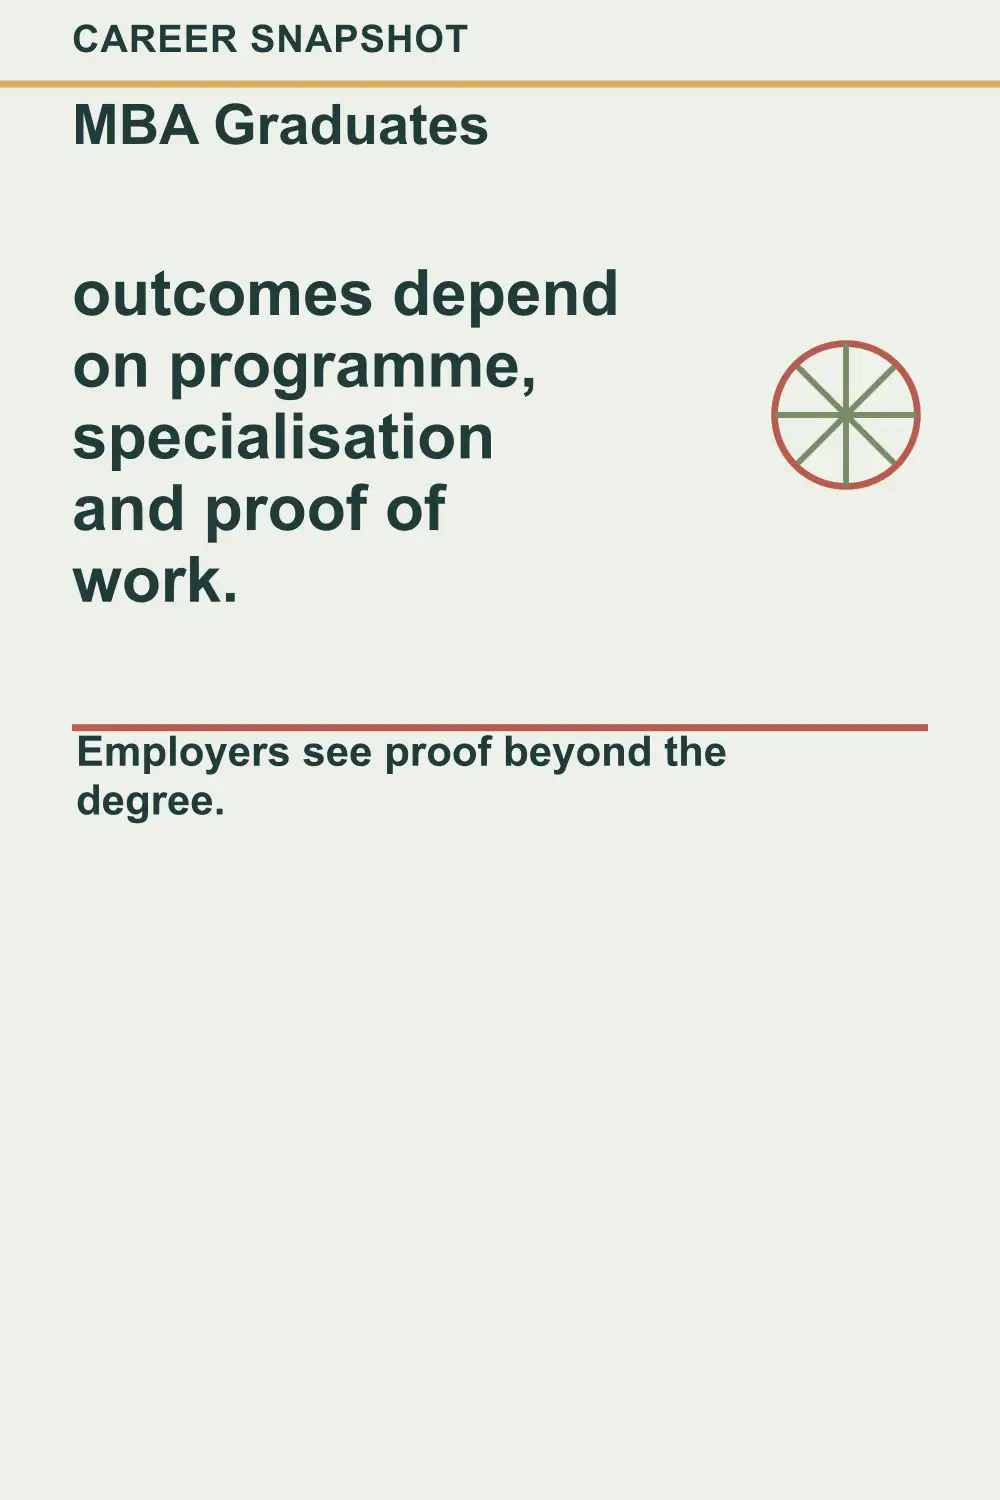 CAREER SNAPSHOT
MBA Graduates
outcomes depend
on programme,
specialisation
and proof of
work.
Employers see proof beyond the
degree.